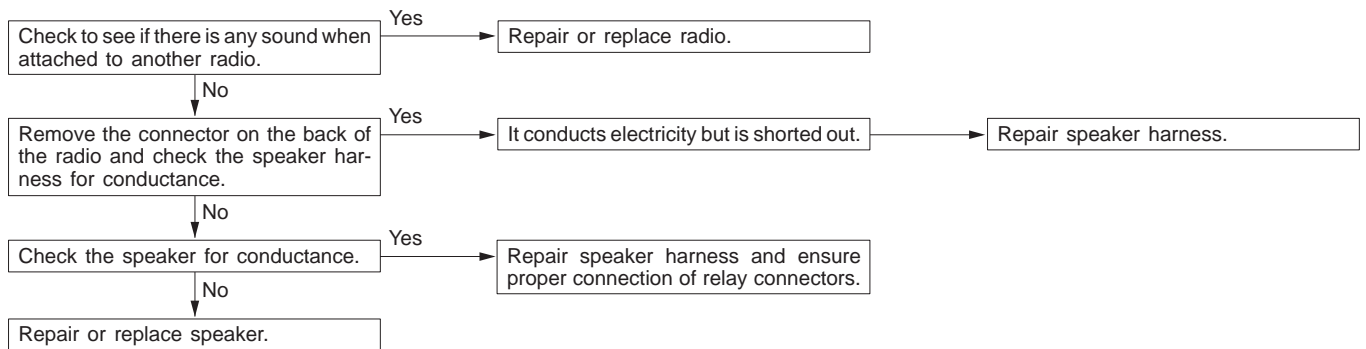 Check to see if there is any sound when
attached to another radio.
Yes
Repair or replace radio.
No
Remove the connector on the back of
the radio and check the speaker har-
ness for conductance.
Yes
It conducts electricity but is shorted out.
Repair speaker harness.
No
Check the speaker for conductance.
Yes
Repair speaker harness and ensure
proper connection of relay connectors.
No
Repair or replace speaker.